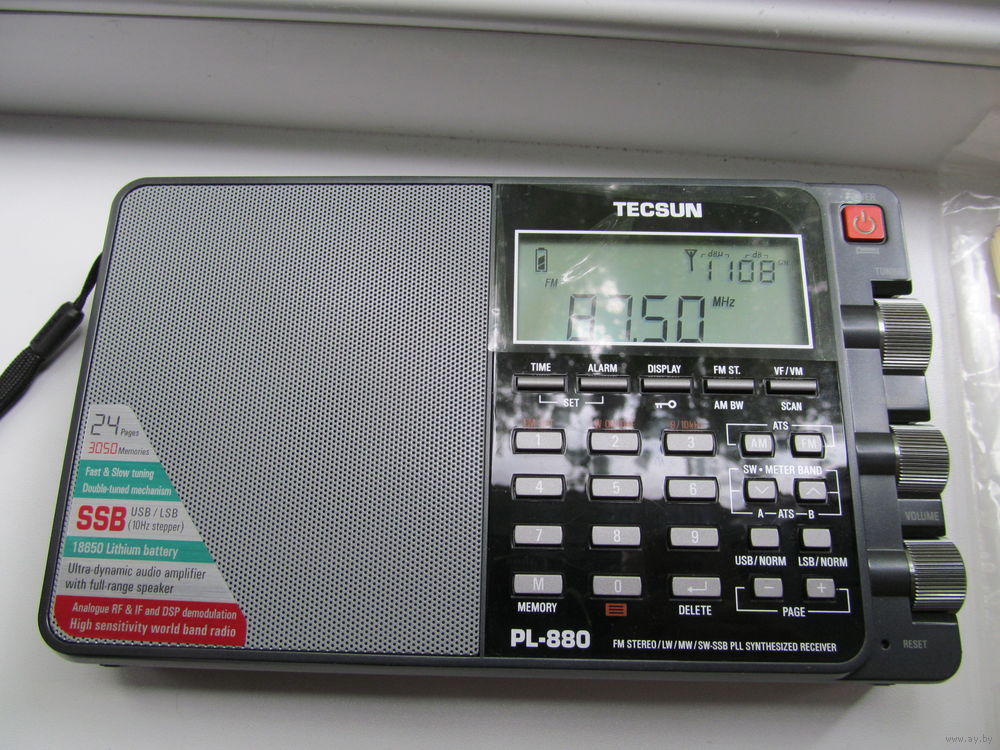 TECSUN
POWER
dBμ dB
1108
FM
87.50 MHz
TUNING
TIME ALARM DISPLAY FM ST. VF/VM
SET AM BW SCAN
ATS
1 2 3 AM FM
SW • METER BAND
4 5 6
A — ATS — B
VOLUME
7 8 9
USB/NORM LSB/NORM
M 0 - +
MEMORY DELETE PAGE
PL-880
FM STEREO/LW/MW/SW-SSB PLL SYNTHESIZED RECEIVER
RESET
24 Pages
3050 Memories
Fast & Slow tuning
Double-tuned mechanism
SSB USB / LSB
(10Hz stepper)
18650 Lithium battery
Ultra-dynamic audio amplifier
with full-range speaker
Analogue RF & IF and DSP demodulation
High sensitivity world band radio
www.ay.by